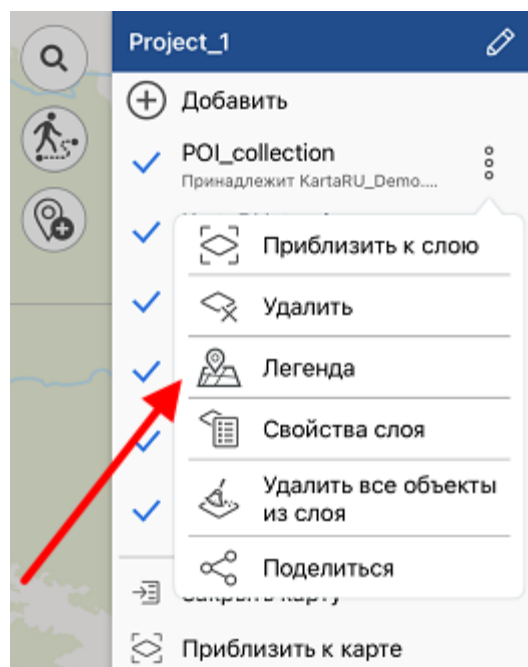 Project_1
Добавить
POI_collection
Принадлежит KartaRU_Demo....
Приблизить к слою
Удалить
Легенда
Свойства слоя
Удалить все объекты
из слоя
Поделиться
Приблизить к карте